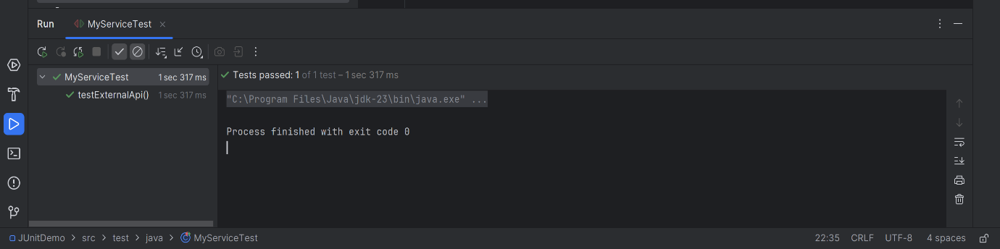 Run MyServiceTest
MyServiceTest 1 sec 317 ms
testExternalApi() 1 sec 317 ms
Tests passed: 1 of 1 test – 1 sec 317 ms
"C:\Program Files\Java\jdk-23\bin\java.exe" ...
Process finished with exit code 0
JUnitDemo > src > test > java > MyServiceTest 22:35 CRLF UTF-8 4 spaces